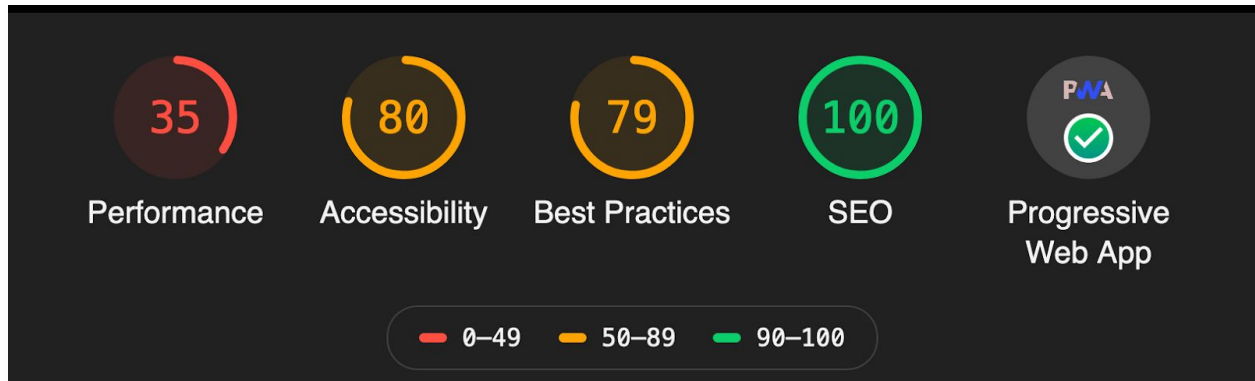 35
80
79
100
PWA
Performance
Accessibility
Best Practices
SEO
Progressive
Web App
0–49
50–89
90–100